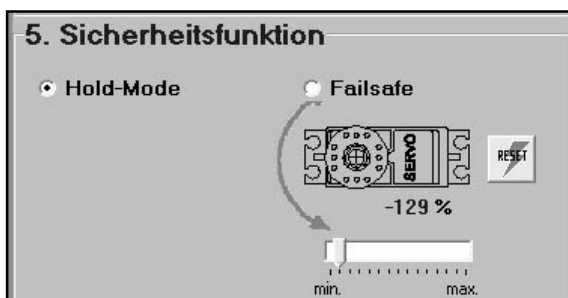 5. Sicherheitsfunktion
Hold-Mode
Failsafe
SERVO
RESET
-129 %
min. max.